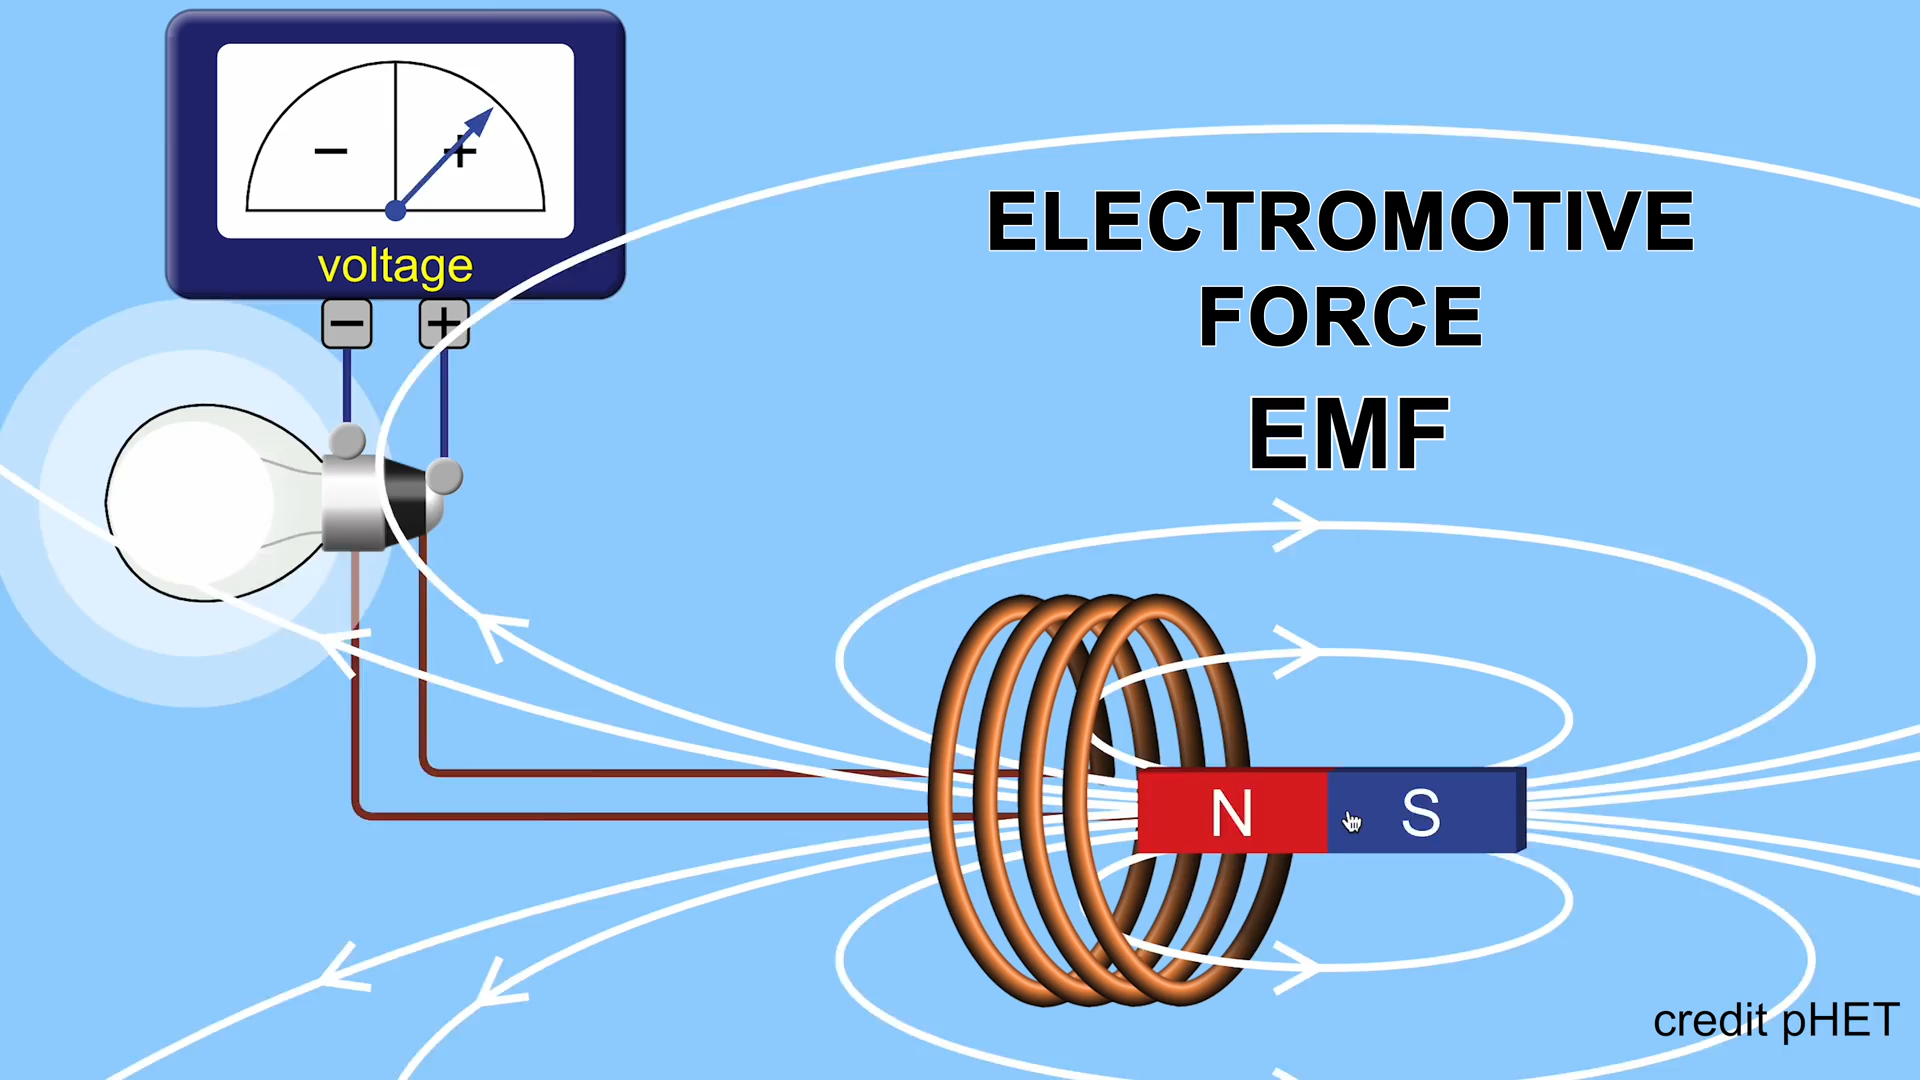 − +
voltage
− +
ELECTROMOTIVE
FORCE
EMF
N S
credit pHET